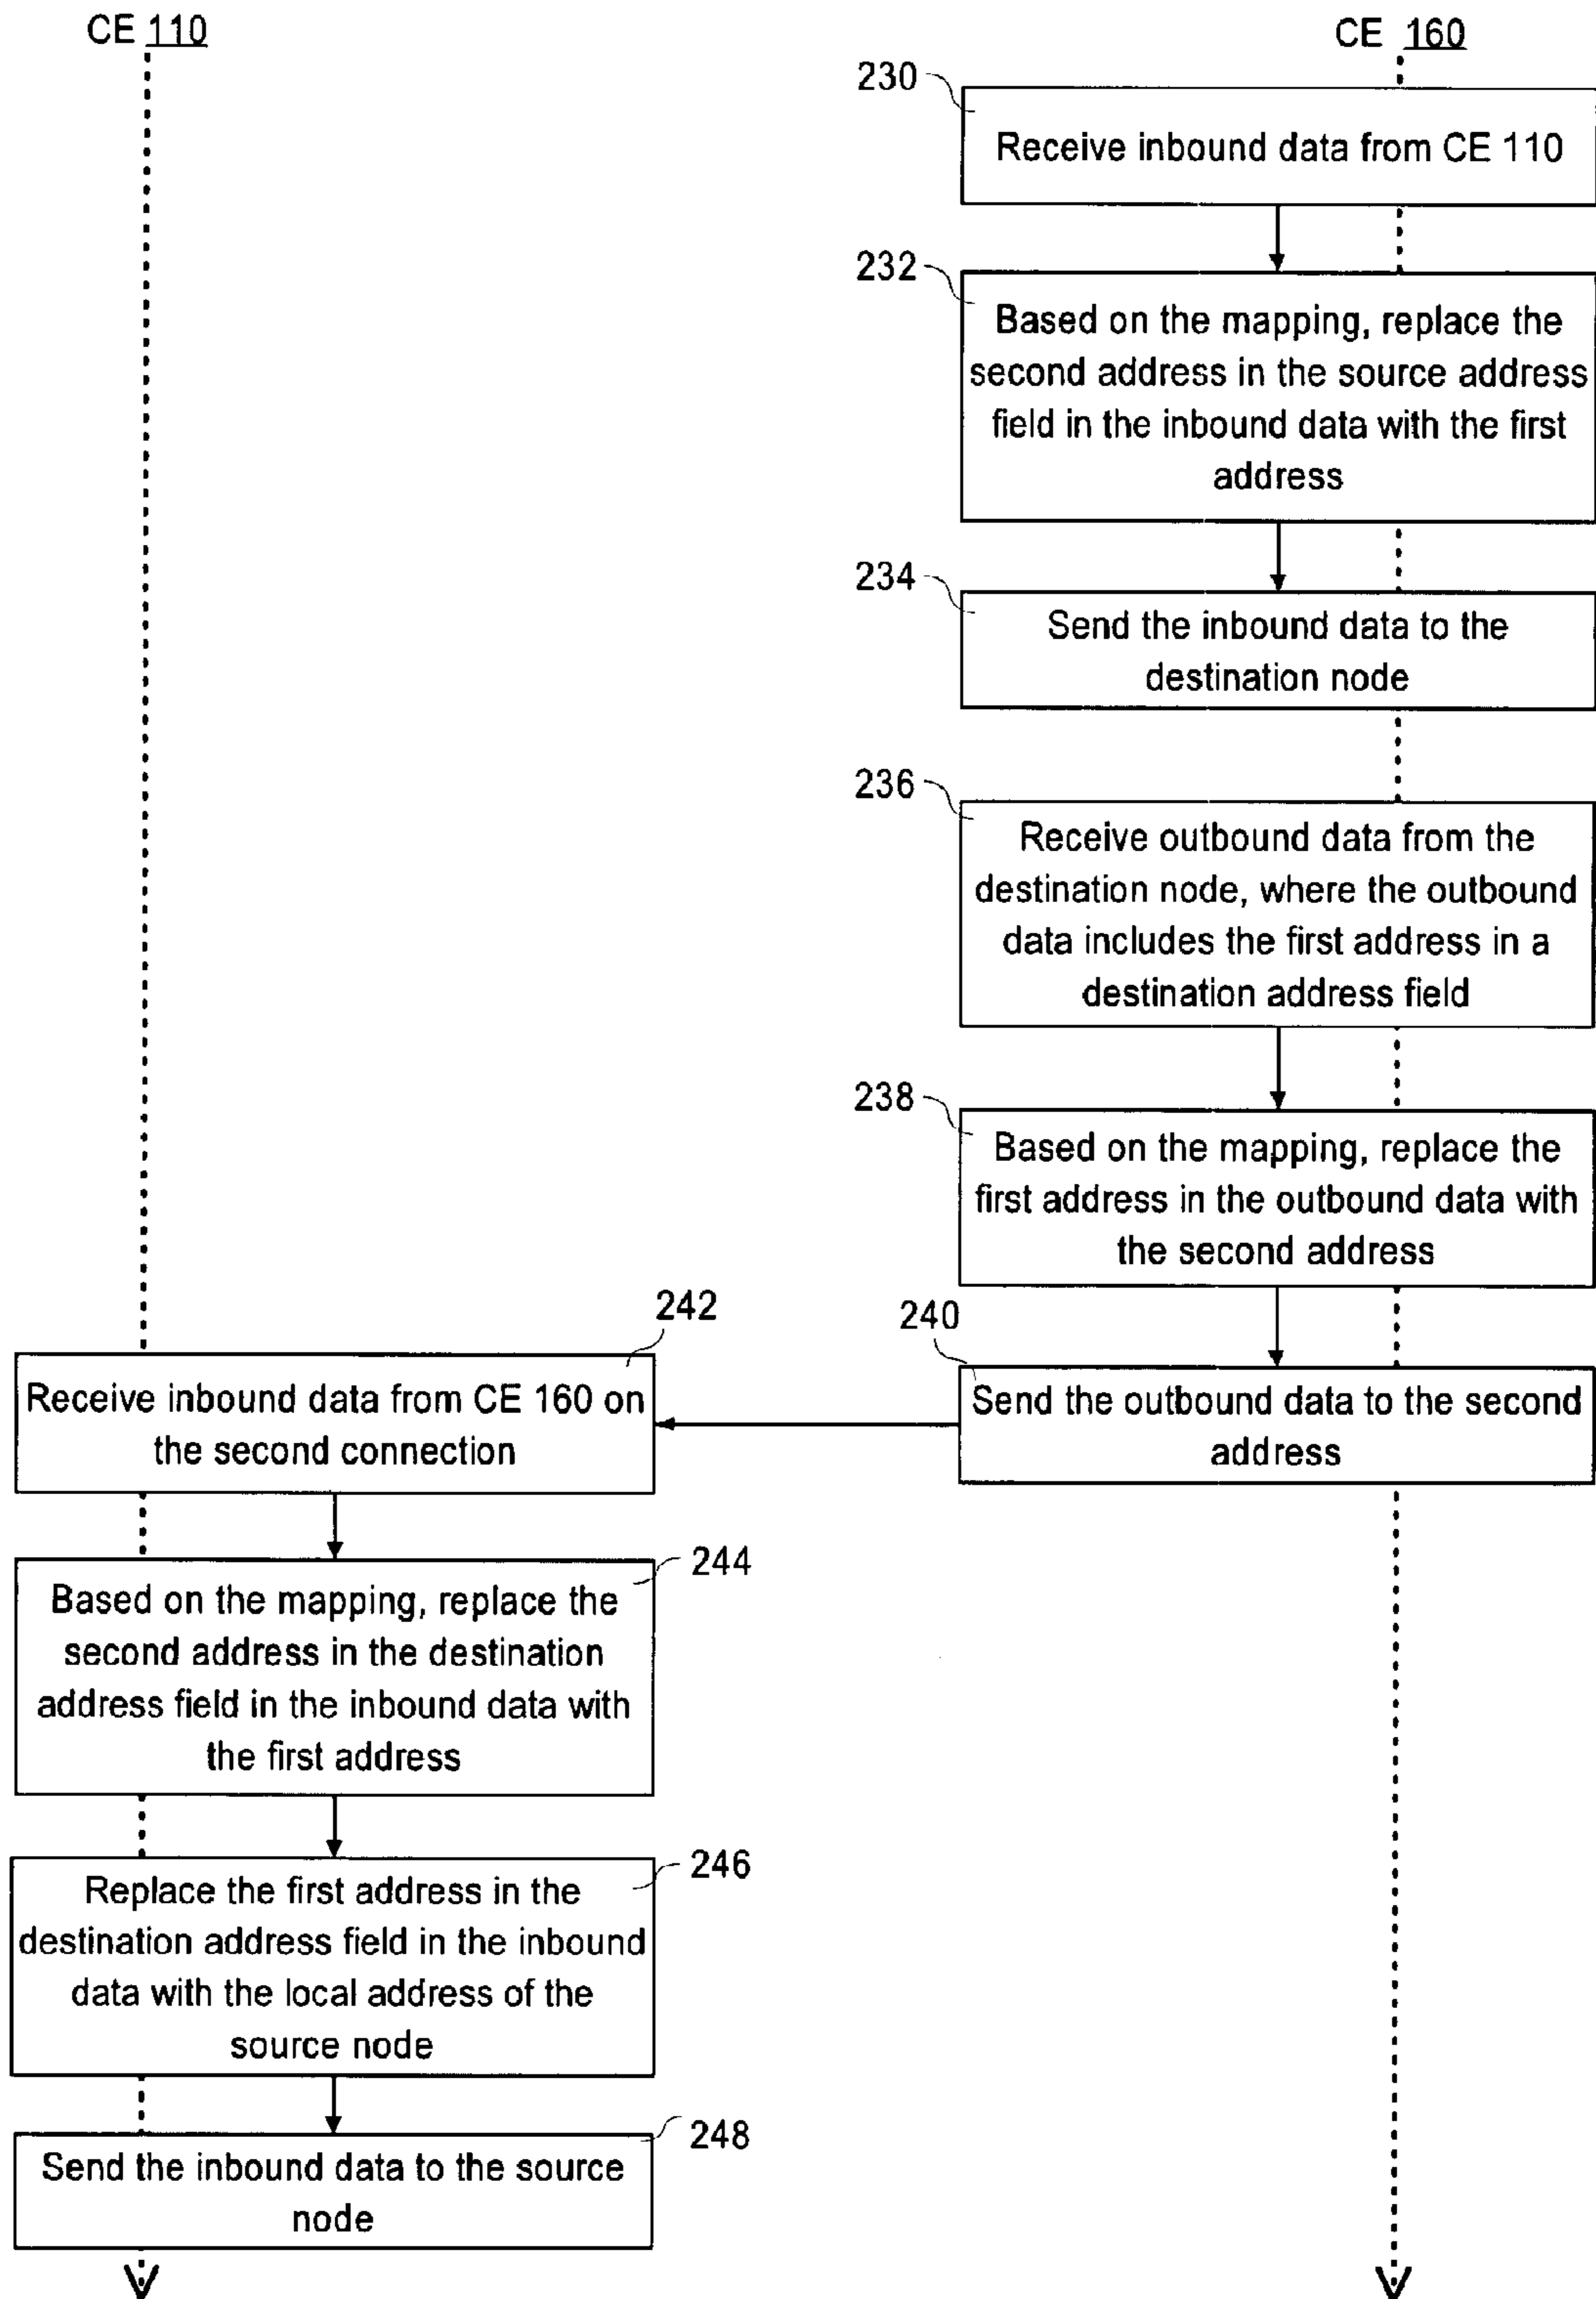 CE 110
CE 160
230
Receive inbound data from CE 110
232
Based on the mapping, replace the
second address in the source address
field in the inbound data with the first
address
234
Send the inbound data to the
destination node
236
Receive outbound data from the
destination node, where the outbound
data includes the first address in a
destination address field
238
Based on the mapping, replace the
first address in the outbound data with
the second address
240
Send the outbound data to the second
address
242
Receive inbound data from CE 160 on
the second connection
244
Based on the mapping, replace the
second address in the destination
address field in the inbound data with
the first address
246
Replace the first address in the
destination address field in the inbound
data with the local address of the
source node
248
Send the inbound data to the source
node